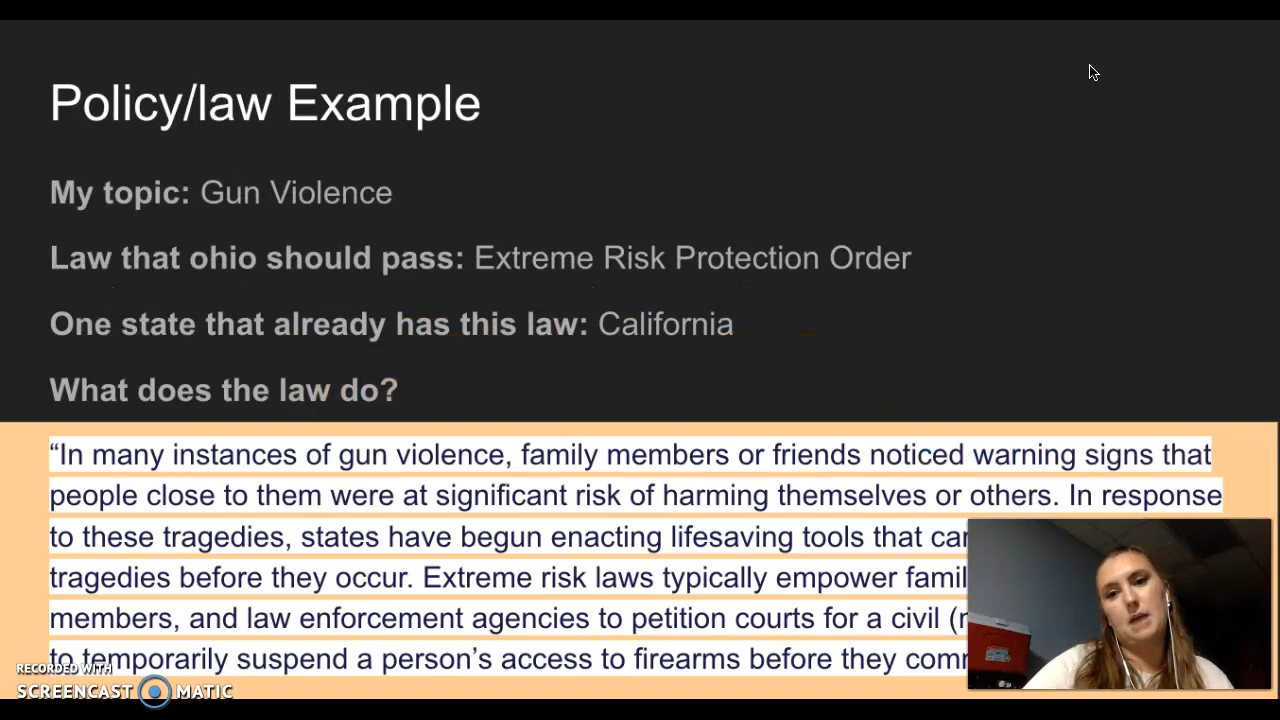 Policy/law Example
My topic: Gun Violence
Law that ohio should pass: Extreme Risk Protection Order
One state that already has this law: California
What does the law do?
“In many instances of gun violence, family members or friends noticed warning signs that
people close to them were at significant risk of harming themselves or others. In response
to these tragedies, states have begun enacting lifesaving tools that
tragedies before they occur. Extreme risk laws typically empower
members, and law enforcement agencies to petition courts for a civil
to temporarily suspend a person’s access to firearms before they
RECORDED WITH
SCREENCAST MATIC